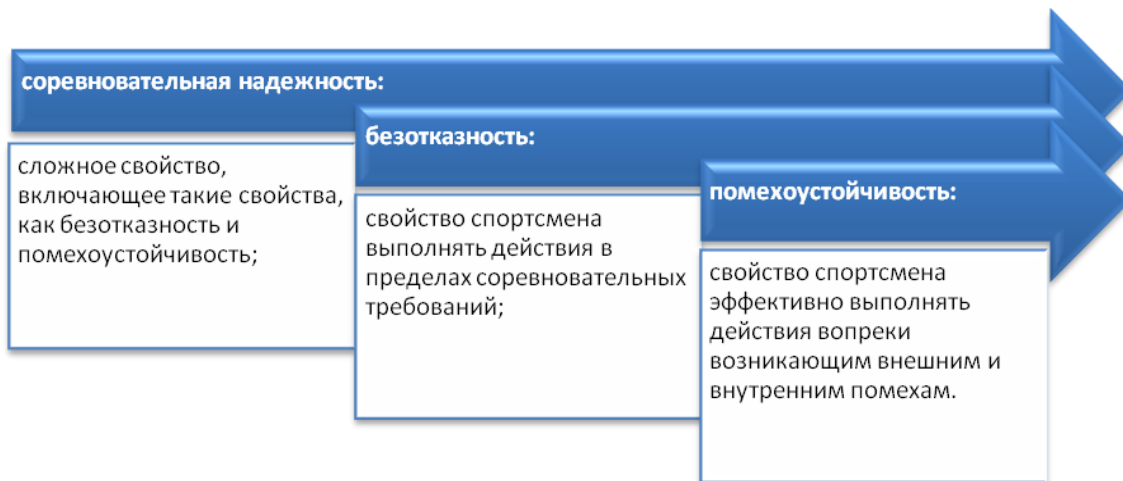 соревновательная надежность:
сложное свойство,
включающее такие свойства,
как безотказность и
помехоустойчивость;
безотказность:
свойство спортсмена
выполнять действия в
пределах соревновательных
требований;
помехоустойчивость:
свойство спортсмена
эффективно выполнять
действия вопреки
возникающим внешним и
внутренним помехам.